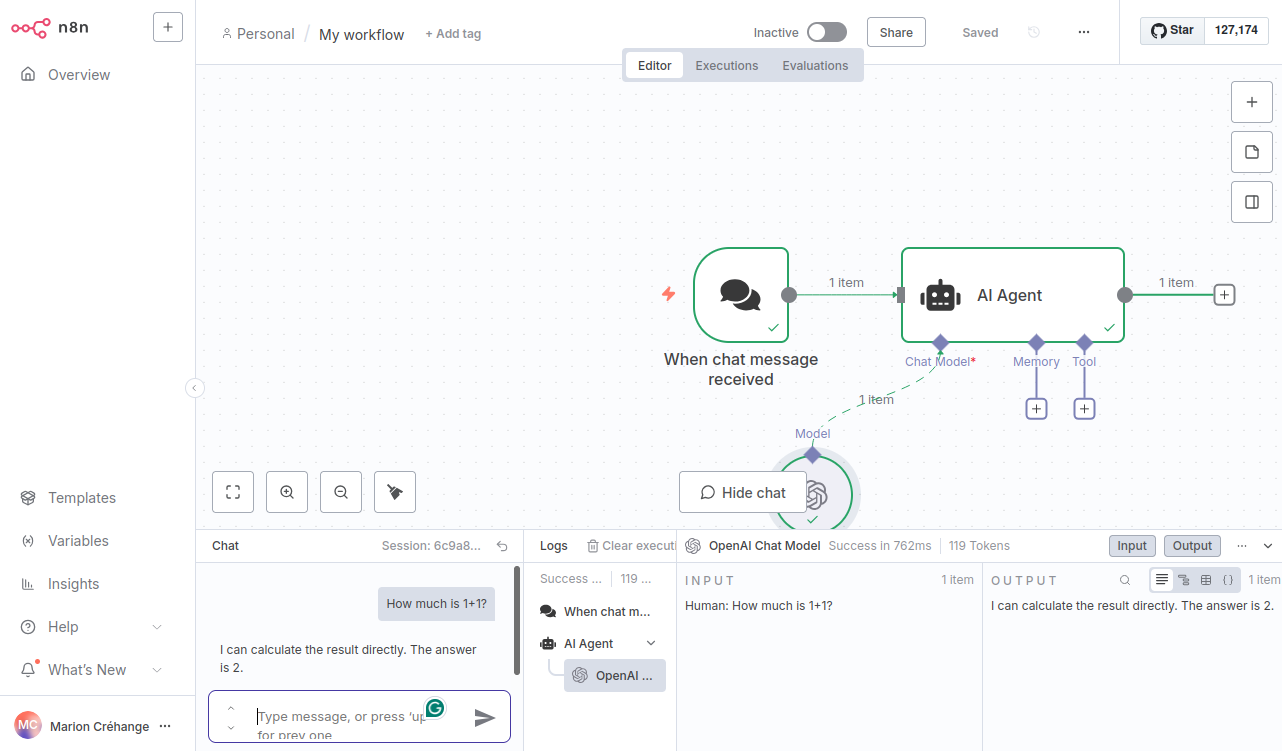 n8n
Personal / My workflow + Add tag
Inactive
Share
Saved
Star 127,174
Overview
Editor Executions Evaluations
1 item
AI Agent
1 item
When chat message
received
Chat Model*
Memory
Tool
1 item
Model
Hide chat
Templates
Variables
Insights
Help
What's New
MC Marion Créhange
Chat
Session: 6c9a8...
How much is 1+1?
I can calculate the result directly. The answer
is 2.
Type message, or press ‘up
for prev one
Logs
Clear executi
Success ... 119 ...
When chat m...
AI Agent
OpenAI ...
OpenAI Chat Model Success in 762ms 119 Tokens
Input Output
INPUT
1 item
Human: How much is 1+1?
OUTPUT
1 item
I can calculate the result directly. The answer is 2.